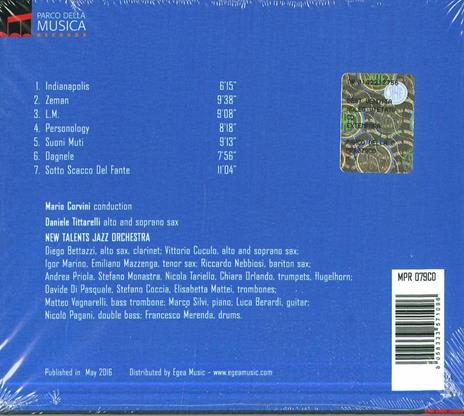 PARCO DELLA
MUSICA
RECORDS
1. Indianapolis 6'15"
2. Zeman 9'38"
3. L.M. 9'08"
4. Personology 8'18"
5. Suoni Muti 9'13"
6. Dagnele 7'56"
7. Sotto Scacco Del Fante 11'04"
Mario Corvini conduction
Daniele Tittarelli alto and soprano sax
NEW TALENTS JAZZ ORCHESTRA
Diego Bettazzi, alto sax, clarinet; Vittorio Cuculo, alto and soprano sax;
Igor Marino, Emiliano Mazzenga, tenor sax; Riccardo Nebbiosi, bariton sax;
Andrea Priola, Stefano Monastra, Nicola Tariello, Chiara Orlando, trumpets, Hugelhorn;
Davide Di Pasquale, Stefano Coccia, Elisabetta Mattei, trombones;
Matteo Vagnarelli, bass trombone; Março Silvi, piano; Luca Berardi, guitar;
Nicolò Pagani, double bass; Francesco Merenda, drums.
MPR 079CD
8 058333 571096
Published in May 2016 Distributed by Egea Music – www.egeamusic.com